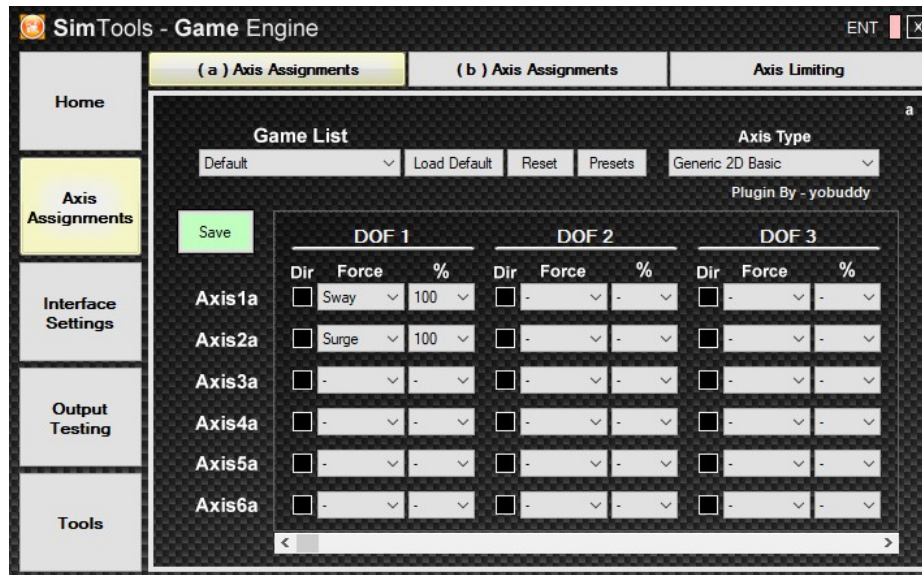 SimTools - Game Engine ENT X
Home
Axis Assignments
Interface Settings
Output Testing
Tools
( a ) Axis Assignments ( b ) Axis Assignments Axis Limiting
a
Game List Axis Type
Default Load Default Reset Presets Generic 2D Basic
Plugin By - yobuddy
Save DOF 1 DOF 2 DOF 3
Dir Force % Dir Force % Dir Force %
Axis1a Sway 100 - - - -
Axis2a Surge 100 - - - -
Axis3a - - - - - -
Axis4a - - - - - -
Axis5a - - - - - -
Axis6a - - - - - -